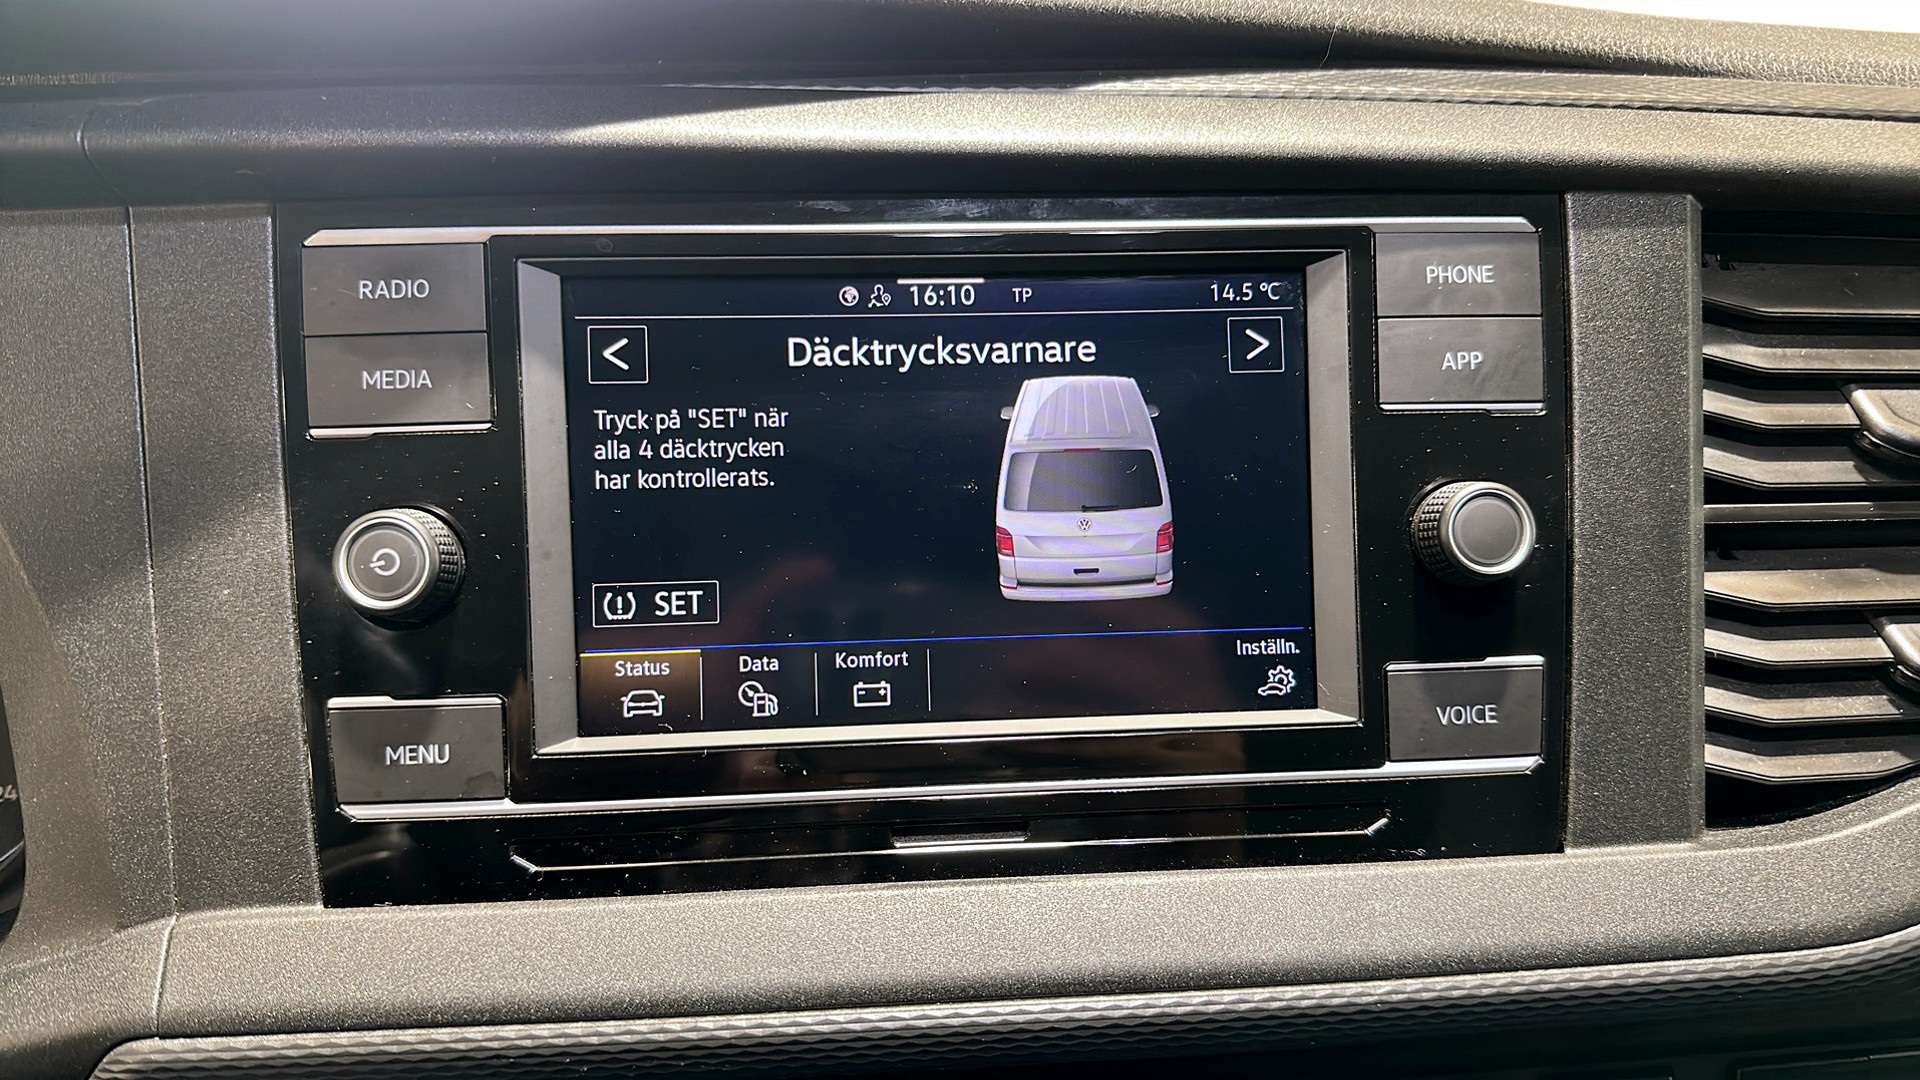 RADIO
MEDIA
MENU
16:10 TP 14.5 °C
< Däcktrycksvarnare >
Tryck på "SET" när
alla 4 däcktrycken
har kontrollerats.
SET
Status Data Komfort Inställn.
PHONE
APP
VOICE
24